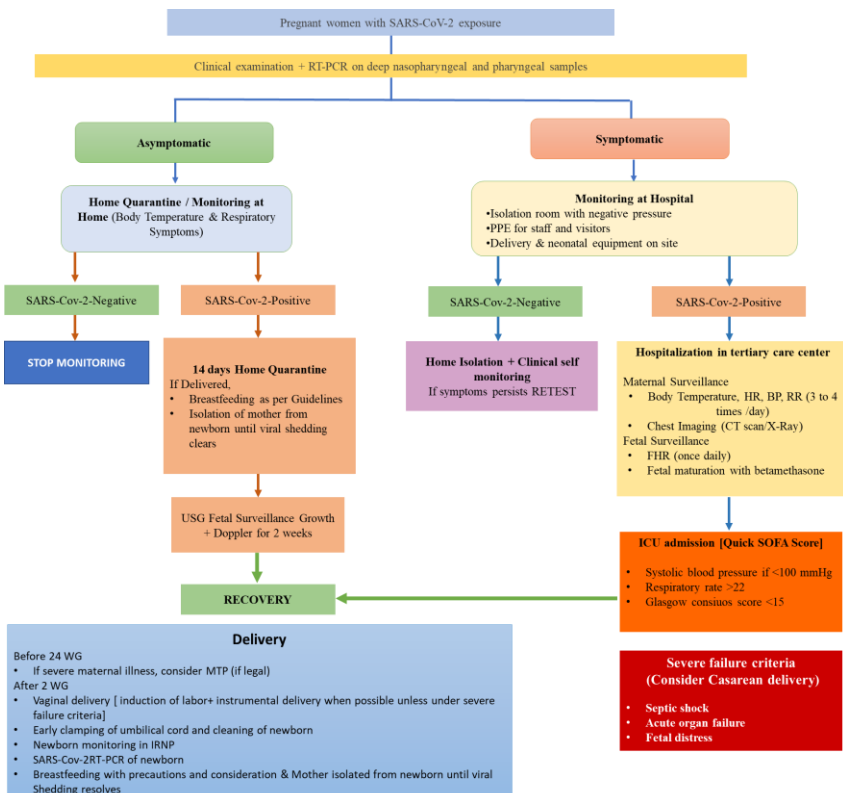 Pregnant women with SARS-CoV-2 exposure
Clinical examination + RT-PCR on deep nasopharyngeal and pharyngeal samples
Asymptomatic
Symptomatic
Home Quarantine / Monitoring at
Home (Body Temperature & Respiratory
Symptoms)
Monitoring at Hospital
•Isolation room with negative pressure
•PPE for staff and visitors
•Delivery & neonatal equipment on site
SARS-Cov-2-Negative
SARS-Cov-2-Positive
SARS-Cov-2-Negative
SARS-Cov-2-Positive
STOP MONITORING
14 days Home Quarantine
If Delivered,
• Breastfeeding as per Guidelines
• Isolation of mother from
newborn until viral shedding
clears
Home Isolation + Clinical self
monitoring
If symptoms persists RETEST
Hospitalization in tertiary care center
Maternal Surveillance
• Body Temperature, HR, BP, RR (3 to 4
times /day)
• Chest Imaging (CT scan/X-Ray)
Fetal Surveillance
• FHR (once daily)
• Fetal maturation with betamethasone
USG Fetal Surveillance Growth
+ Doppler for 2 weeks
ICU admission [Quick SOFA Score]
• Systolic blood pressure if <100 mmHg
• Respiratory rate >22
• Glasgow consiuos score <15
RECOVERY
Delivery
Before 24 WG
• If severe maternal illness, consider MTP (if legal)
After 2 WG
• Vaginal delivery [ induction of labor+ instrumental delivery when possible unless under severe
failure criteria]
• Early clamping of umbilical cord and cleaning of newborn
• Newborn monitoring in IRNP
• SARS-Cov-2RT-PCR of newborn
• Breastfeeding with precautions and consideration & Mother isolated from newborn until viral
Shedding resolves
Severe failure criteria
(Consider Casarean delivery)
• Septic shock
• Acute organ failure
• Fetal distress